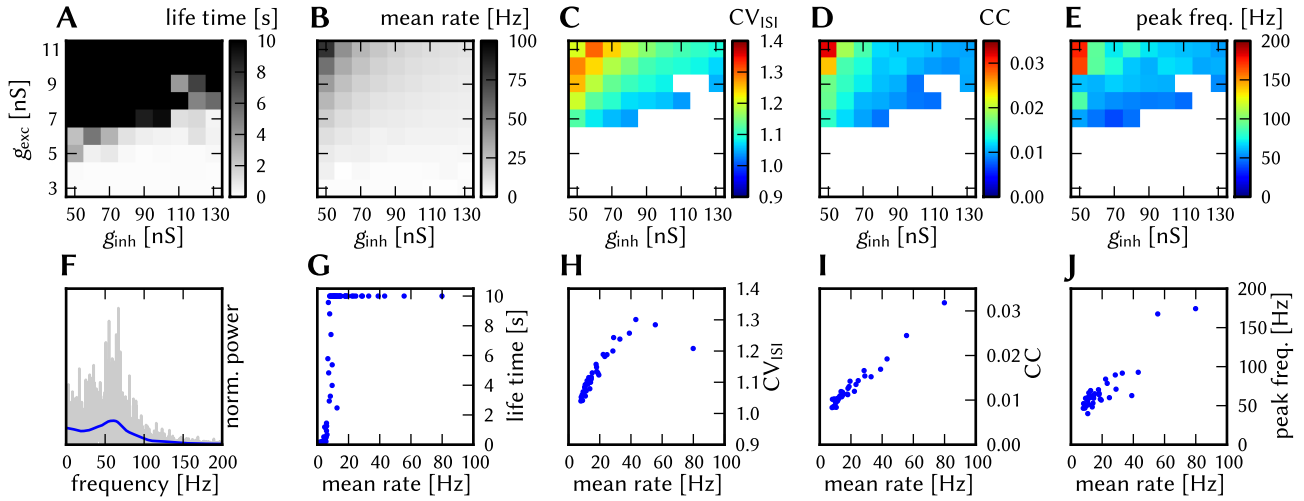 A life time [s]
B mean rate [Hz]
C CV_ISI
D CC
E peak freq. [Hz]
g_exc [nS]
11
9
7
5
3
50 70 90 110 130
g_inh [nS]
10
8
6
4
2
0
50 70 90 110 130
g_inh [nS]
100
75
50
25
0
50 70 90 110 130
g_inh [nS]
1.4
1.3
1.2
1.1
1.0
0.9
50 70 90 110 130
g_inh [nS]
0.03
0.02
0.01
0.00
50 70 90 110 130
g_inh [nS]
200
150
100
50
0
F
norm. power
0 50 100 150 200
frequency [Hz]
G
life time [s]
10
8
6
4
2
0
0 20 40 60 80 100
mean rate [Hz]
H
CV_ISI
1.4
1.3
1.2
1.1
1.0
0.9
0 20 40 60 80 100
mean rate [Hz]
I
CC
0.03
0.02
0.01
0.00
0 20 40 60 80 100
mean rate [Hz]
J
peak freq. [Hz]
200
150
100
50
0
0 20 40 60 80 100
mean rate [Hz]